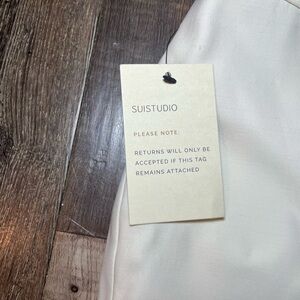 SUISTUDIO
PLEASE NOTE:
RETURNS WILL ONLY BE
ACCEPTED IF THIS TAG
REMAINS ATTACHED